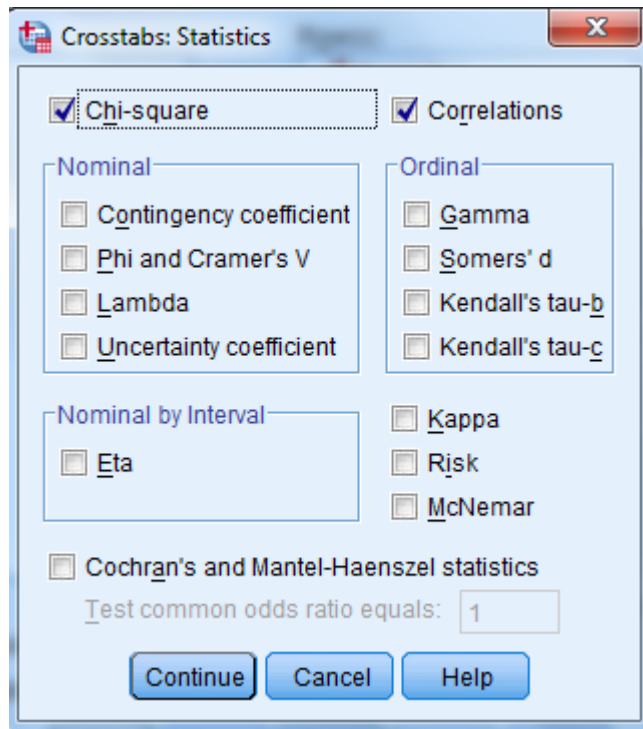 Crosstabs: Statistics
Chi-square
Correlations
Nominal
Contingency coefficient
Phi and Cramer's V
Lambda
Uncertainty coefficient
Ordinal
Gamma
Somers' d
Kendall's tau-b
Kendall's tau-c
Nominal by Interval
Eta
Kappa
Risk
McNemar
Cochran's and Mantel-Haenszel statistics
Test common odds ratio equals: 1
Continue Cancel Help